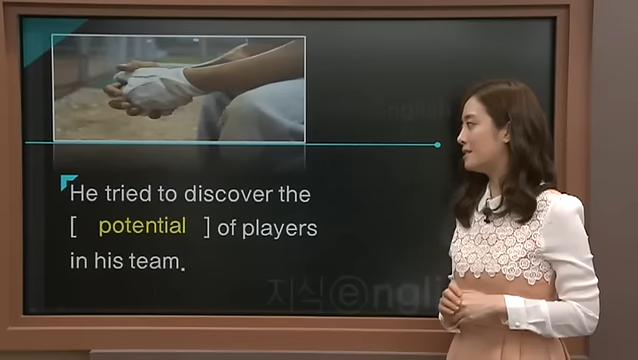 He tried to discover the
[ potential ] of players
in his team.
지식ⓔnglish